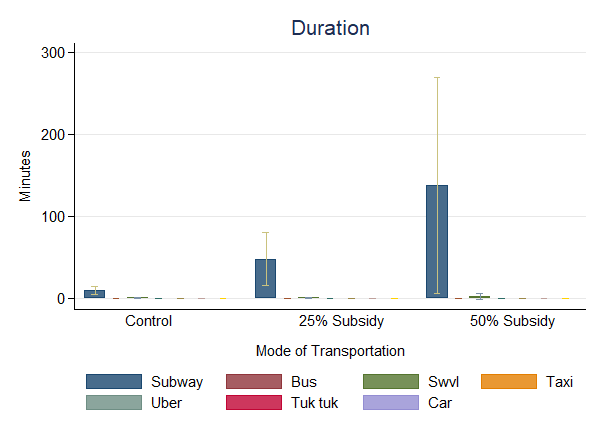 Duration
Minutes
300
200
100
0
Control 25% Subsidy 50% Subsidy
Mode of Transportation
Subway Bus Swvl Taxi
Uber Tuk tuk Car